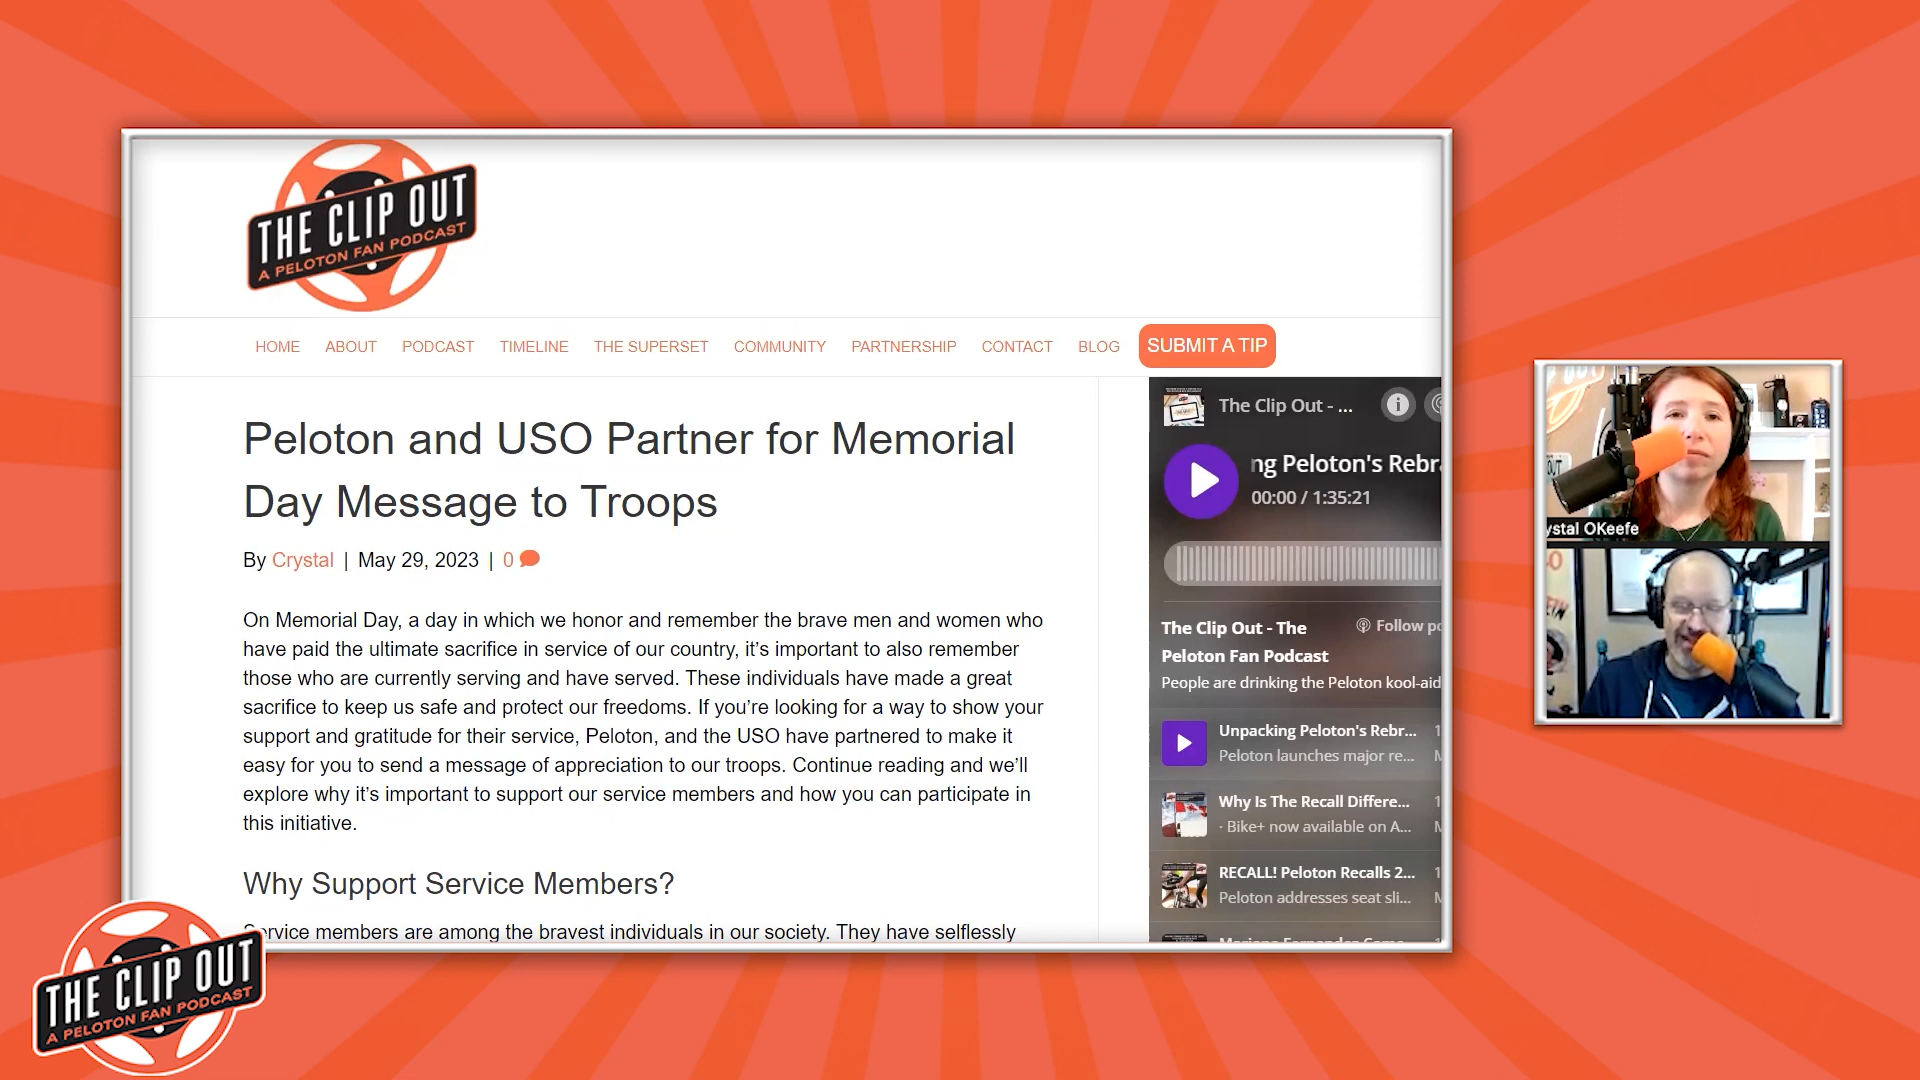 THE CLIP OUT
A PELOTON FAN PODCAST
HOME ABOUT PODCAST TIMELINE THE SUPERSET COMMUNITY PARTNERSHIP CONTACT BLOG SUBMIT A TIP
Peloton and USO Partner for Memorial
Day Message to Troops
By Crystal | May 29, 2023 | 0
On Memorial Day, a day in which we honor and remember the brave men and women who
have paid the ultimate sacrifice in service of our country, it’s important to also remember
those who are currently serving and have served. These individuals have made a great
sacrifice to keep us safe and protect our freedoms. If you’re looking for a way to show your
support and gratitude for their service, Peloton, and the USO have partnered to make it
easy for you to send a message of appreciation to our troops. Continue reading and we’ll
explore why it’s important to support our service members and how you can participate in
this initiative.
Why Support Service Members?
Service members are among the bravest individuals in our society. They have selflessly
The Clip Out - ...
ng Peloton's Rebra
00:00 / 1:35:21
The Clip Out - The
Peloton Fan Podcast
Follow po
People are drinking the Peloton kool-aid
Unpacking Peloton's Rebr...
Peloton launches major re...
Why Is The Recall Differe...
· Bike+ now available on A...
RECALL! Peloton Recalls 2...
Peloton addresses seat sli...
ystal OKeefe
THE CLIP OUT
A PELOTON FAN PODCAST